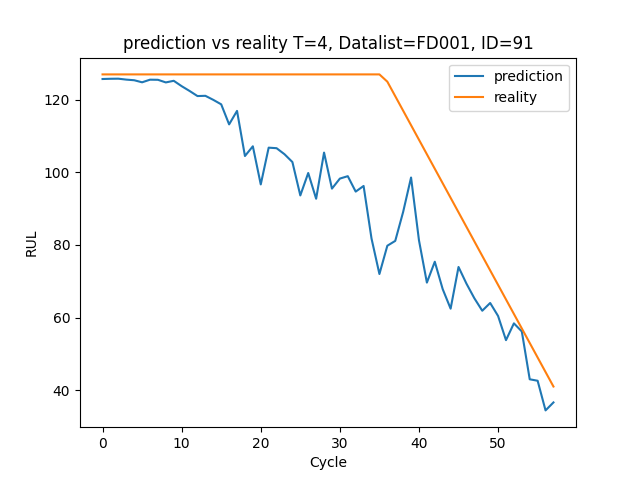 prediction vs reality T=4, Datalist=FD001, ID=91
prediction
reality
RUL
120
100
80
60
40
0 10 20 30 40 50
Cycle